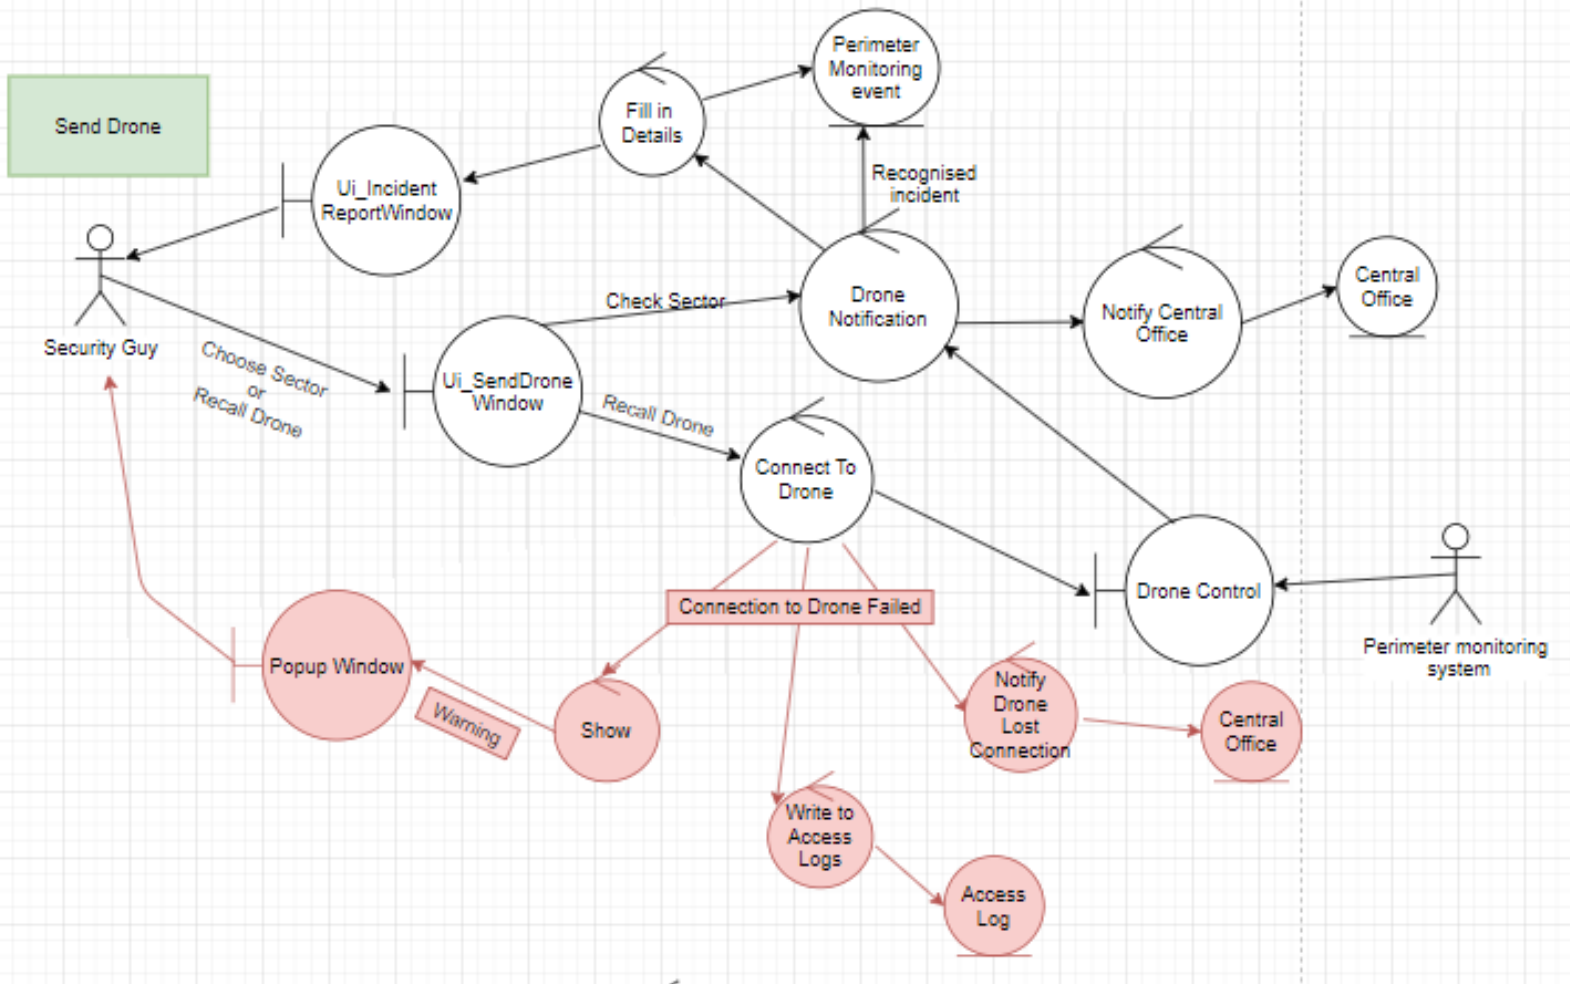 Perimeter
Monitoring
event
Send Drone
Fill in
Details
Ui_Incident
ReportWindow
Recognised
incident
Security Guy
Choose Sector
or
Recall Drone
Check Sector
Drone
Notification
Notify Central
Office
Central
Office
Ui_SendDrone
Window
Recall Drone
Connect To
Drone
Drone Control
Perimeter monitoring
system
Connection to Drone Failed
Popup Window
Warning
Show
Notify
Drone
Lost
Connection
Central
Office
Write to
Access
Logs
Access
Log